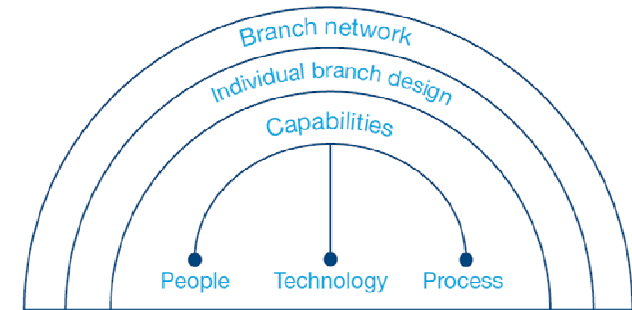 Branch network
Individual branch design
Capabilities
People Technology Process